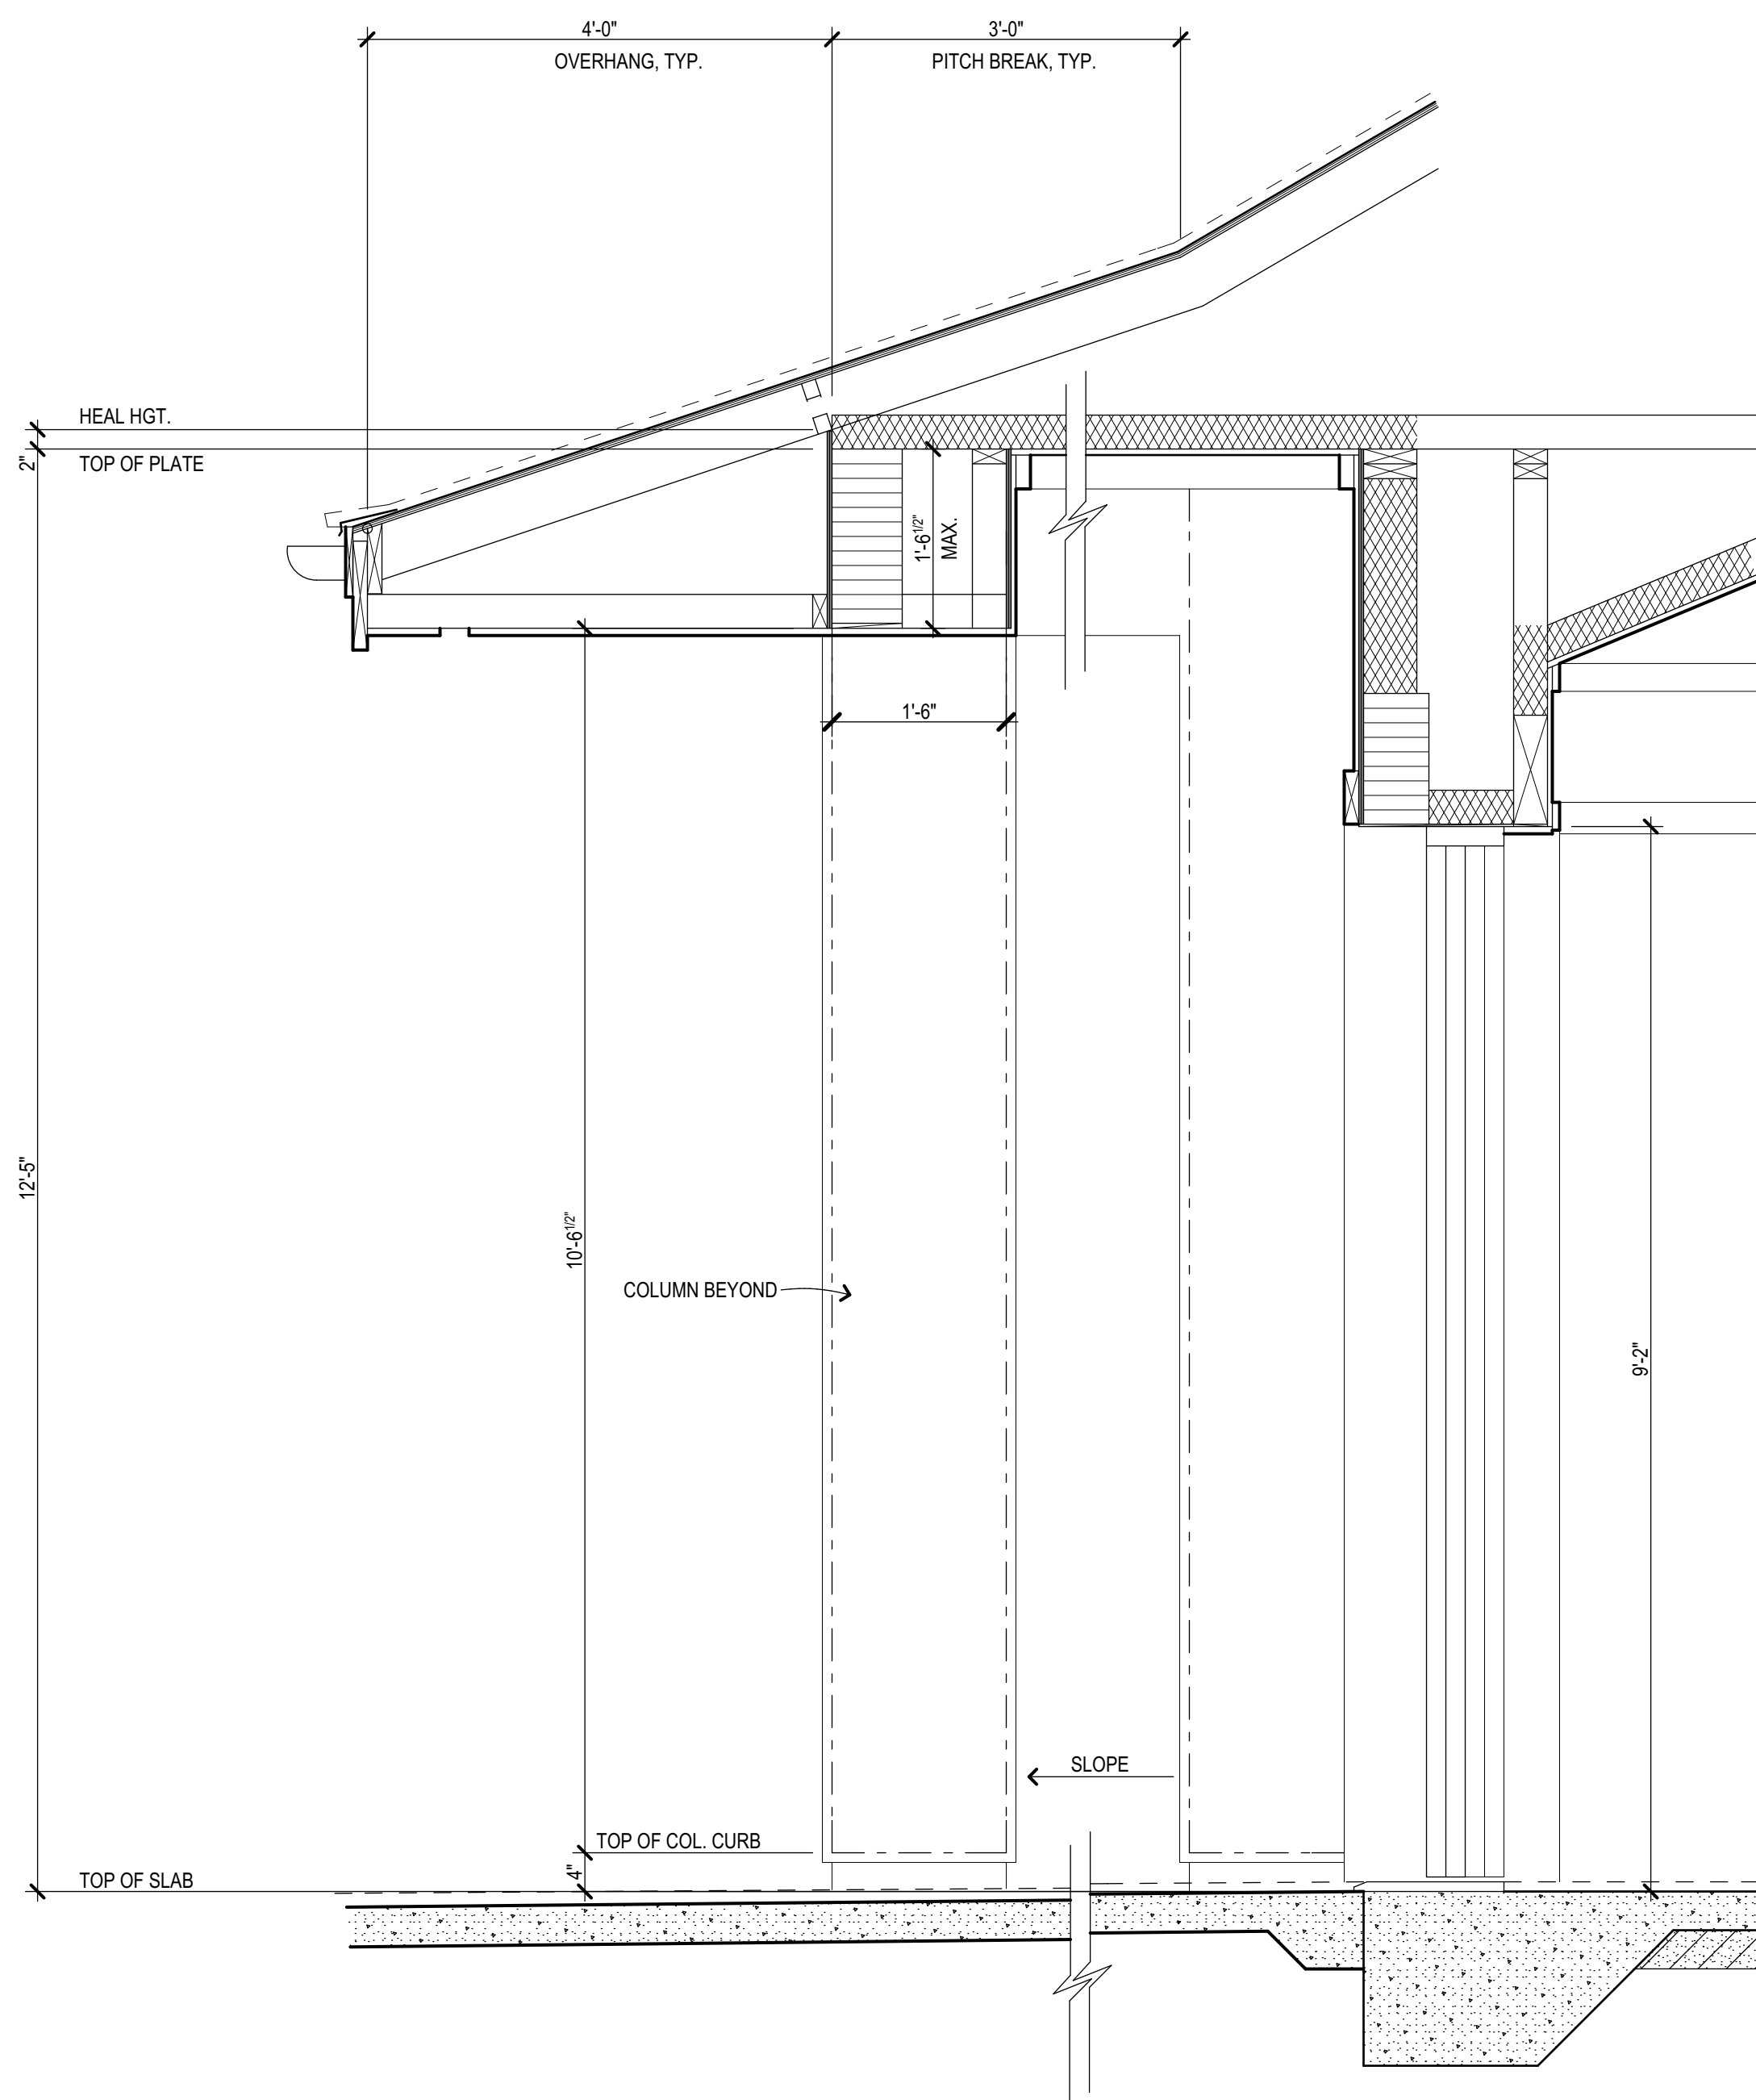 4'-0"
3'-0"
OVERHANG, TYP.
PITCH BREAK, TYP.
HEAL HGT.
2"
TOP OF PLATE
1'-6 1/2"
MAX.
1'-6"
12'-5"
10'-6 1/2"
COLUMN BEYOND
9'-2"
SLOPE
TOP OF COL. CURB
4"
TOP OF SLAB